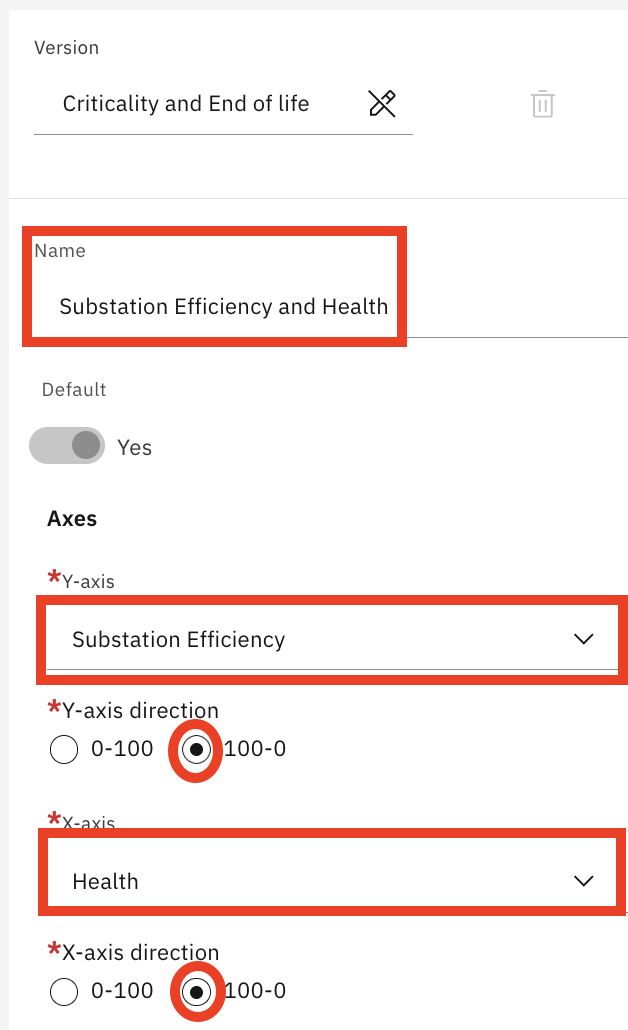 Version
Criticality and End of life
Name
Substation Efficiency and Health
Default
Yes
Axes
*Y-axis
Substation Efficiency
*Y-axis direction
0-100 100-0
*X-axis
Health
*X-axis direction
0-100 100-0